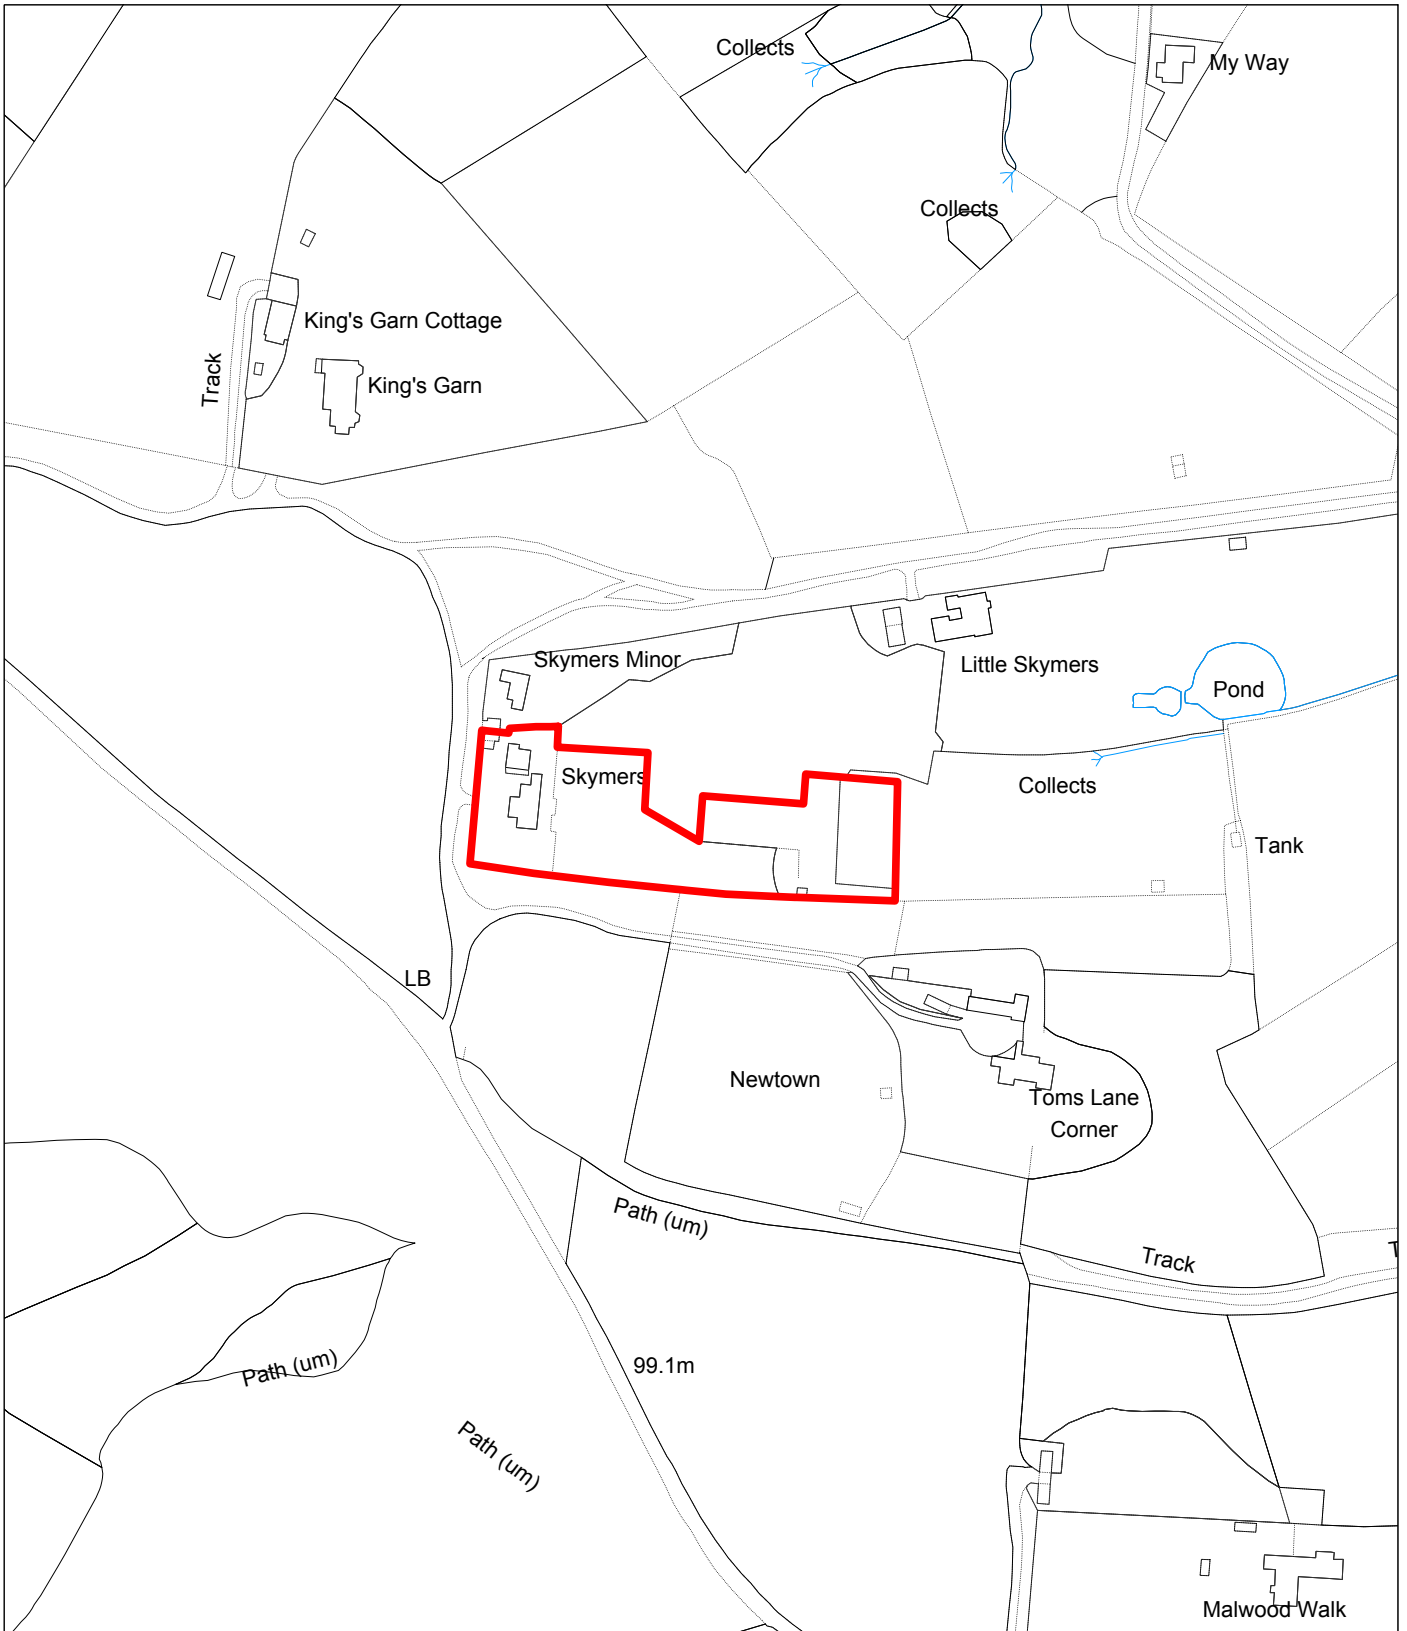 Collects
My Way
Collects
King's Garn Cottage
Track
King's Garn
Skymers Minor
Little Skymers
Pond
Skymers
Collects
Tank
LB
Newtown
Toms Lane
Corner
Path (um)
Track
T
99.1m
Path (um)
Path (um)
Malwood Walk